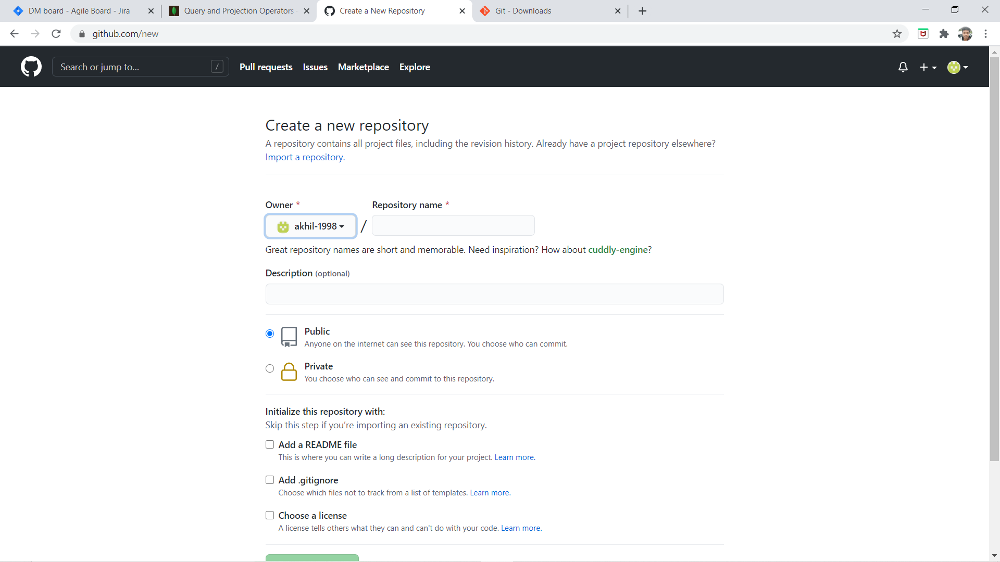 DM board - Agile Board - Jira
Query and Projection Operators -
Create a New Repository
Git - Downloads
github.com/new
Search or jump to...
/
Pull requests
Issues
Marketplace
Explore
Create a new repository
A repository contains all project files, including the revision history. Already have a project repository elsewhere?
Import a repository.
Owner *
Repository name *
akhil-1998
/
Great repository names are short and memorable. Need inspiration? How about cuddly-engine?
Description (optional)
Public
Anyone on the internet can see this repository. You choose who can commit.
Private
You choose who can see and commit to this repository.
Initialize this repository with:
Skip this step if you’re importing an existing repository.
Add a README file
This is where you can write a long description for your project. Learn more.
Add .gitignore
Choose which files not to track from a list of templates. Learn more.
Choose a license
A license tells others what they can and can't do with your code. Learn more.